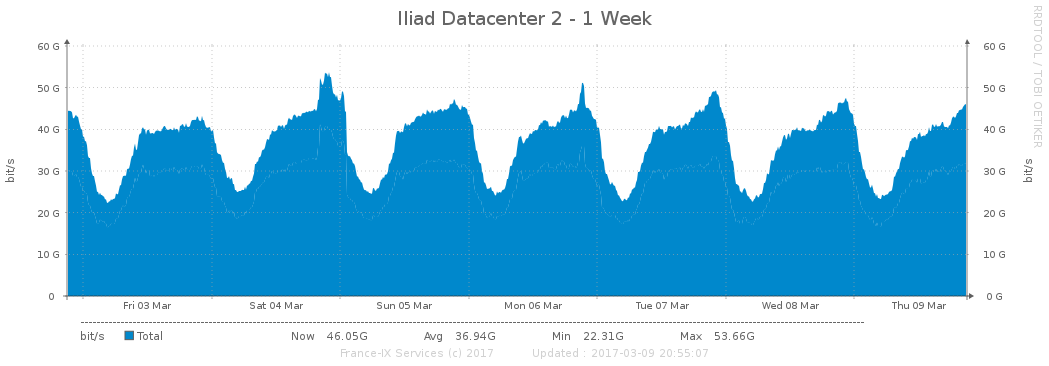 Iliad Datacenter 2 - 1 Week
RRDTOOL / TOBI OETIKER
bit/s
60 G
50 G
40 G
30 G
20 G
10 G
0
60 G
50 G
40 G
30 G
20 G
10 G
0 G
bit/s
Fri 03 Mar Sat 04 Mar Sun 05 Mar Mon 06 Mar Tue 07 Mar Wed 08 Mar Thu 09 Mar
bit/s Total Now 46.05G Avg 36.94G Min 22.31G Max 53.66G
France-IX Services (c) 2017 Updated : 2017-03-09 20:55:07